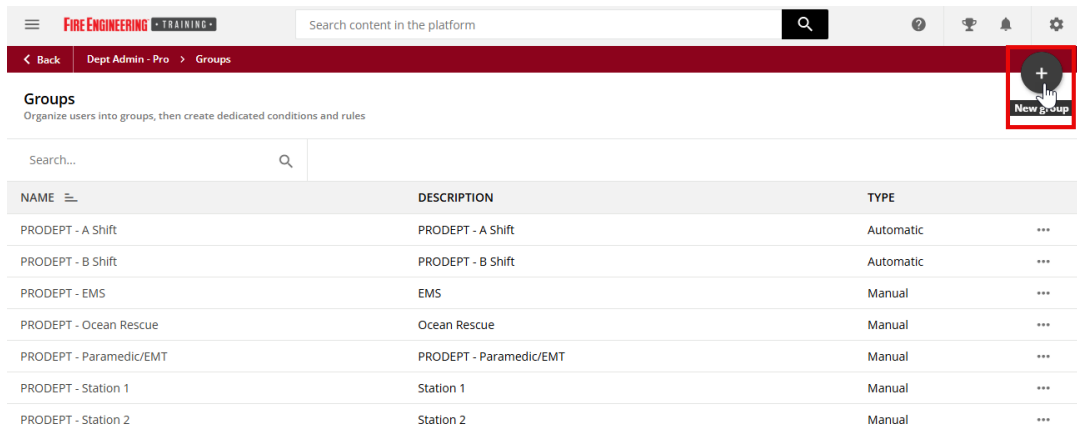 FIRE ENGINEERING • TRAINING •
Search content in the platform
Back Dept Admin - Pro > Groups
+
Groups
New group
Organize users into groups, then create dedicated conditions and rules
Search...
NAME DESCRIPTION TYPE
PRODEPT - A Shift PRODEPT - A Shift Automatic
PRODEPT - B Shift PRODEPT - B Shift Automatic
PRODEPT - EMS EMS Manual
PRODEPT - Ocean Rescue Ocean Rescue Manual
PRODEPT - Paramedic/EMT PRODEPT - Paramedic/EMT Manual
PRODEPT - Station 1 Station 1 Manual
PRODEPT - Station 2 Station 2 Manual